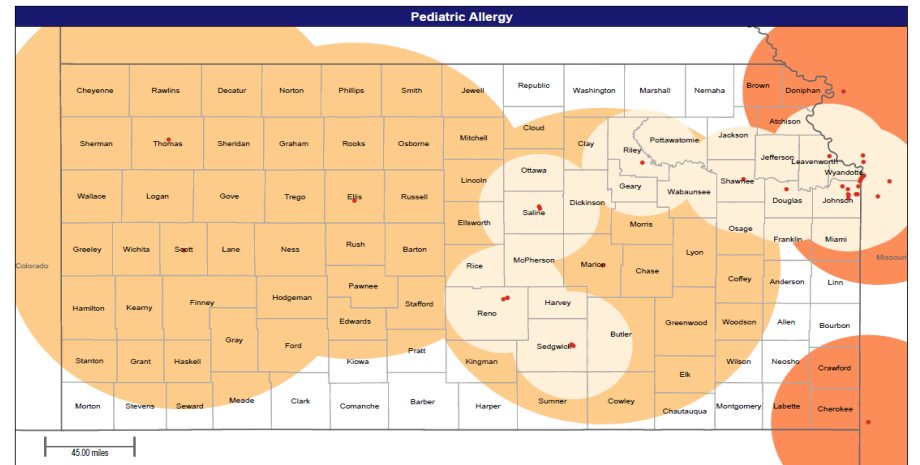 Pediatric Allergy
Cheyenne Rawlins Decatur Norton Phillips Smith Jewell Republic Washington Marshall Nemaha Brown Doniphan
Atchison
Sherman Thomas Sheridan Graham Rooks Osborne Mitchell Cloud Clay Riley Pottawatomie Jackson
Jefferson Leavenworth
Wyandotte
Lincoln Ottawa Geary Wabaunsee Shawnee
Wallace Logan Gove Trego Ellis Russell Saline Dickinson Douglas Johnson
Ellsworth Morris Osage
Greeley Wichita Scott Lane Ness Rush Barton Lyon Franklin Miami
Colorado Rice McPherson Marion Chase Missouri
Coffey Anderson Linn
Hamilton Kearny Finney Hodgeman Pawnee Stafford Reno Harvey
Edwards Greenwood Woodson Allen Bourbon
Gray Ford Sedgwick Butler
Stanton Grant Haskell Kiowa Pratt Kingman Elk Wilson Neosho Crawford
Morton Stevens Seward Meade Clark Comanche Barber Harper Sumner Cowley Chautauqua Montgomery Labette Cherokee
45.00 miles